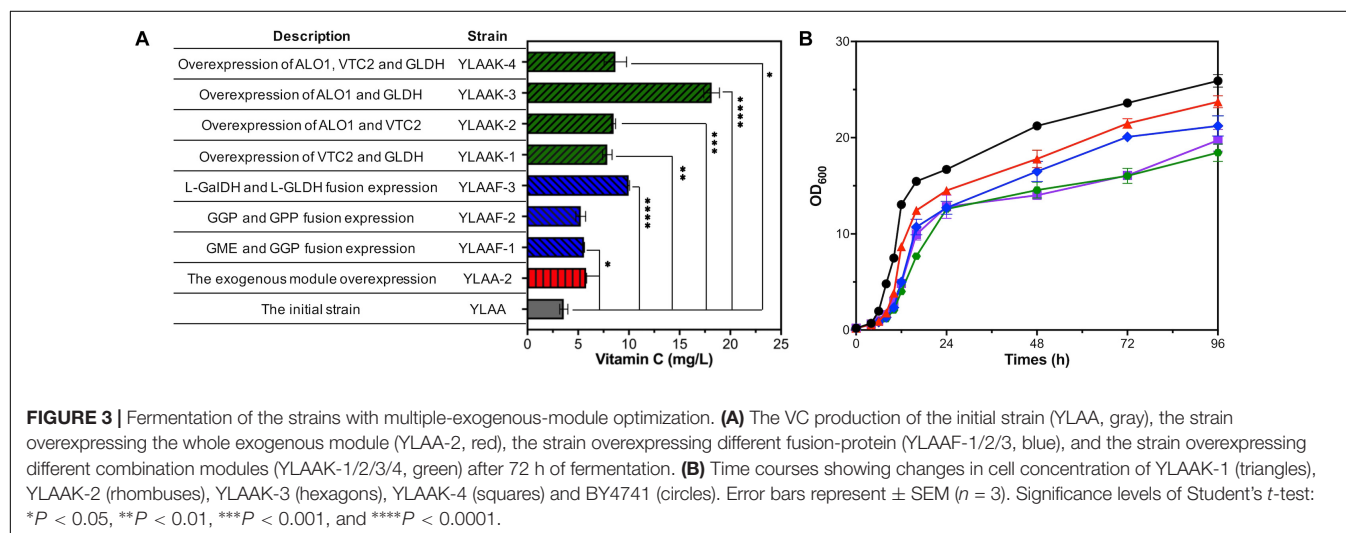 A
Description Strain
Overexpression of ALO1, VTC2 and GLDH YLAAK-4
Overexpression of ALO1 and GLDH YLAAK-3
Overexpression of ALO1 and VTC2 YLAAK-2
Overexpression of VTC2 and GLDH YLAAK-1
L-GalDH and L-GLDH fusion expression YLAAF-3
GGP and GPP fusion expression YLAAF-2
GME and GGP fusion expression YLAAF-1
The exogenous module overexpression YLAA-2
The initial strain YLAA
*
****
***
**
****
*
0 5 10 15 20 25
Vitamin C (mg/L)
B
30
20
10
0
OD600
0 24 48 72 96
Times (h)
FIGURE 3 | Fermentation of the strains with multiple-exogenous-module optimization. (A) The VC production of the initial strain (YLAA, gray), the strain
overexpressing the whole exogenous module (YLAA-2, red), the strain overexpressing different fusion-protein (YLAAF-1/2/3, blue), and the strain overexpressing
different combination modules (YLAAK-1/2/3/4, green) after 72 h of fermentation. (B) Time courses showing changes in cell concentration of YLAAK-1 (triangles),
YLAAK-2 (rhombuses), YLAAK-3 (hexagons), YLAAK-4 (squares) and BY4741 (circles). Error bars represent ± SEM (n = 3). Significance levels of Student's t-test:
*P < 0.05, **P < 0.01, ***P < 0.001, and ****P < 0.0001.